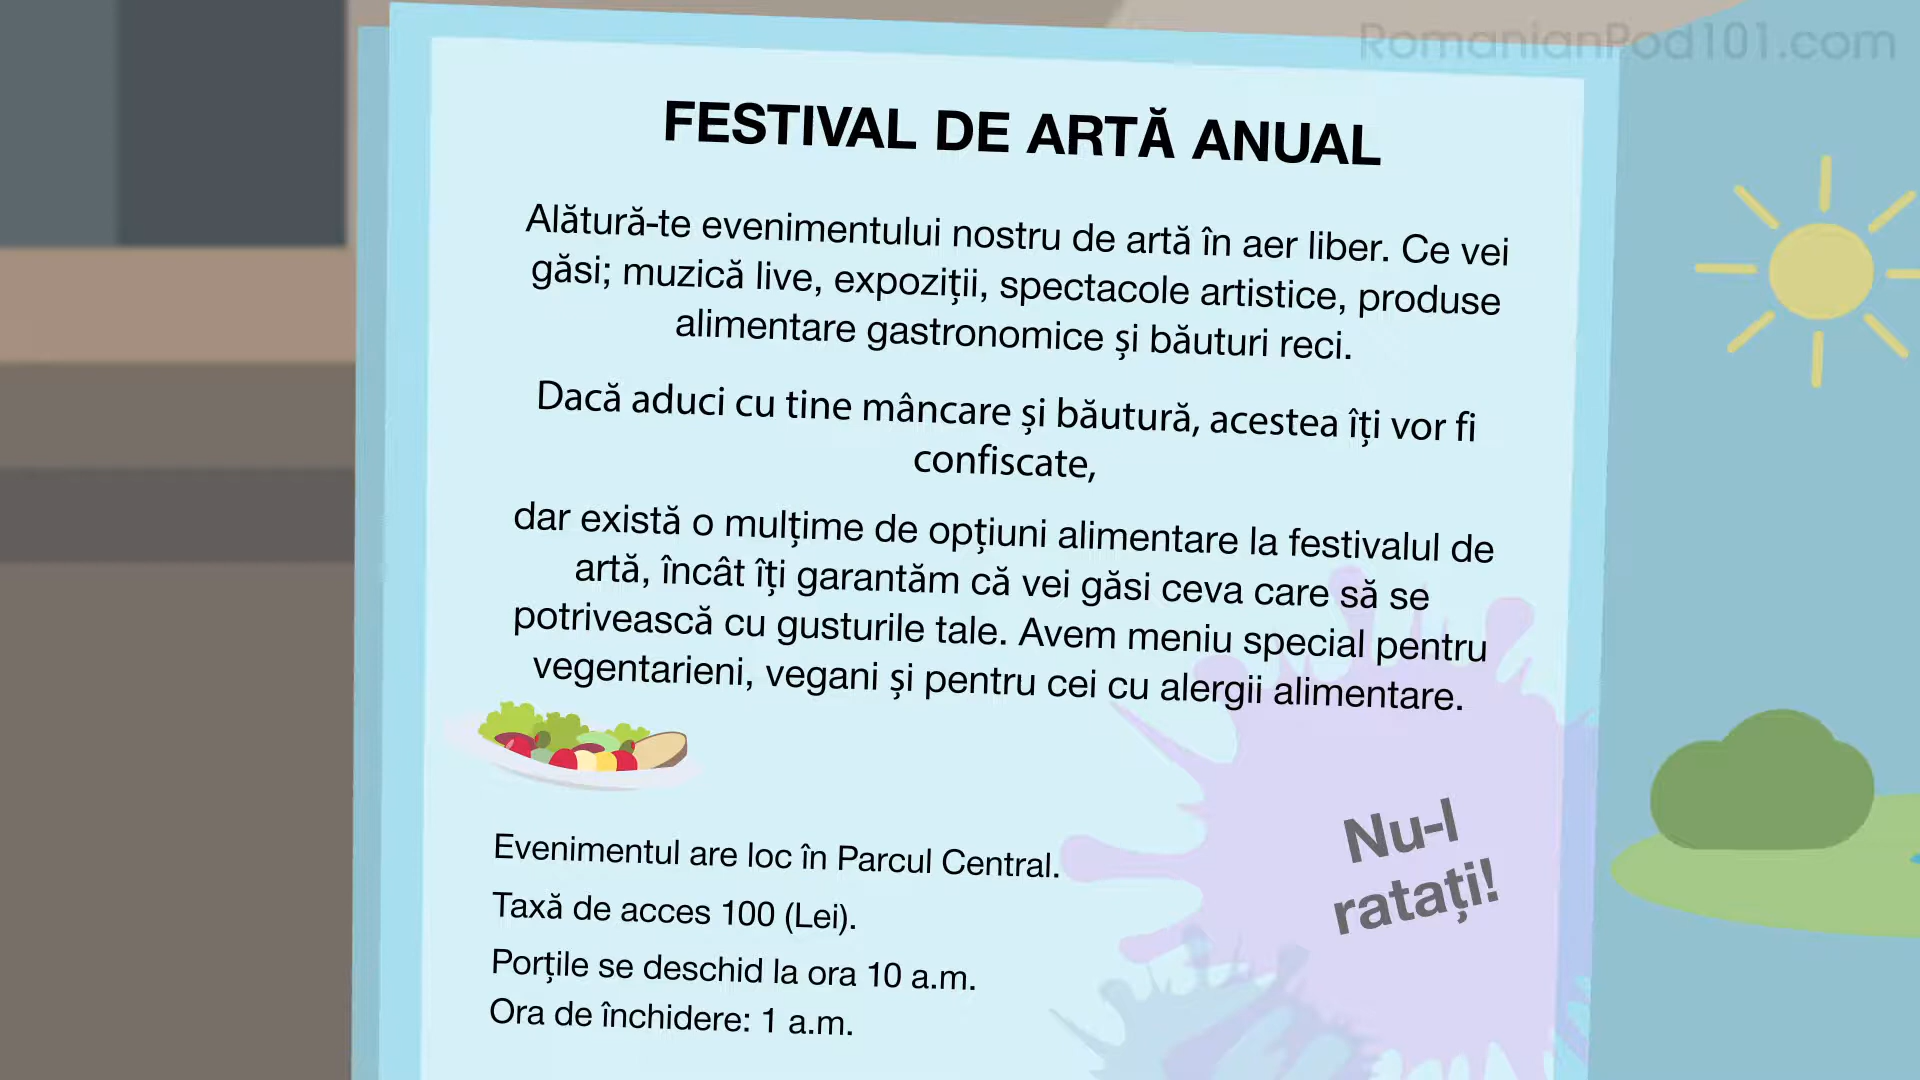 RomanianPod101.com
FESTIVAL DE ARTĂ ANUAL
Alătură-te evenimentului nostru de artă în aer liber. Ce vei
găsi; muzică live, expoziții, spectacole artistice, produse
alimentare gastronomice și băuturi reci.
Dacă aduci cu tine mâncare și băutură, acestea îți vor fi
confiscate,
dar există o mulțime de opțiuni alimentare la festivalul de
artă, încât îți garantăm că vei găsi ceva care să se
potrivească cu gusturile tale. Avem meniu special pentru
vegentarieni, vegani și pentru cei cu alergii alimentare.
Evenimentul are loc în Parcul Central.
Taxă de acces 100 (Lei).
Porțile se deschid la ora 10 a.m.
Ora de închidere: 1 a.m.
Nu-l
ratați!